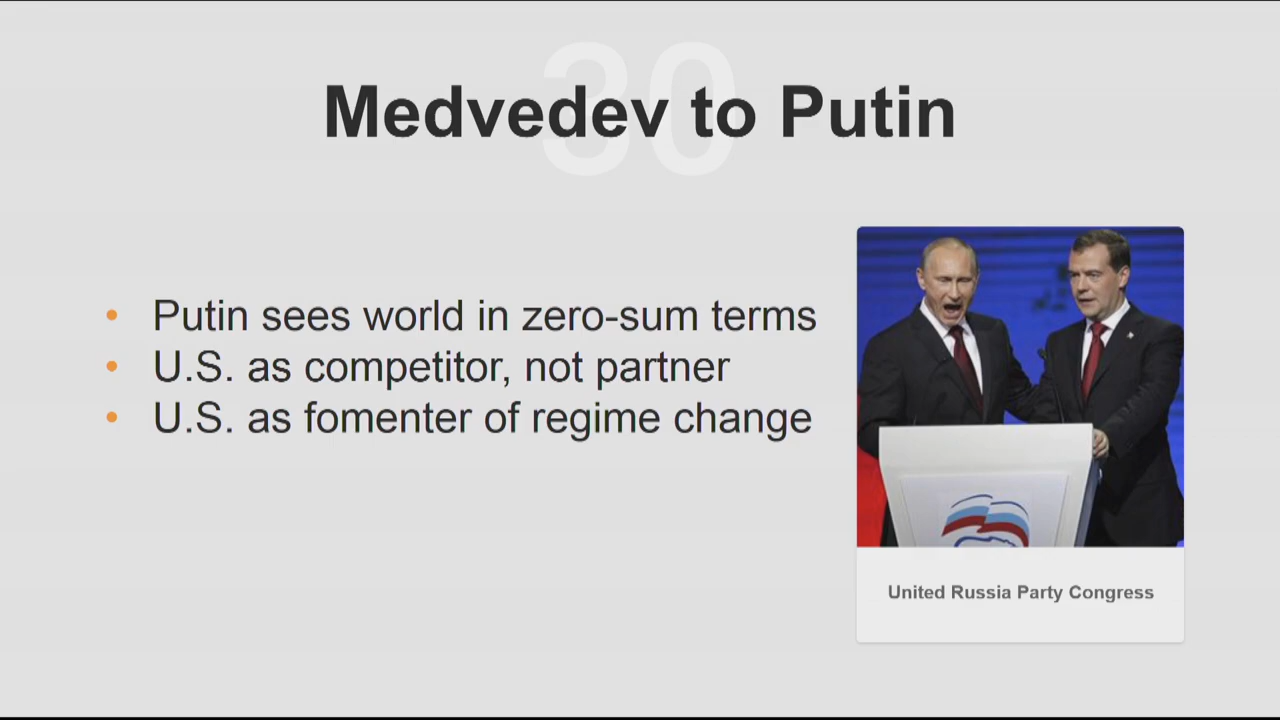 30
Medvedev to Putin
• Putin sees world in zero-sum terms
• U.S. as competitor, not partner
• U.S. as fomenter of regime change
United Russia Party Congress